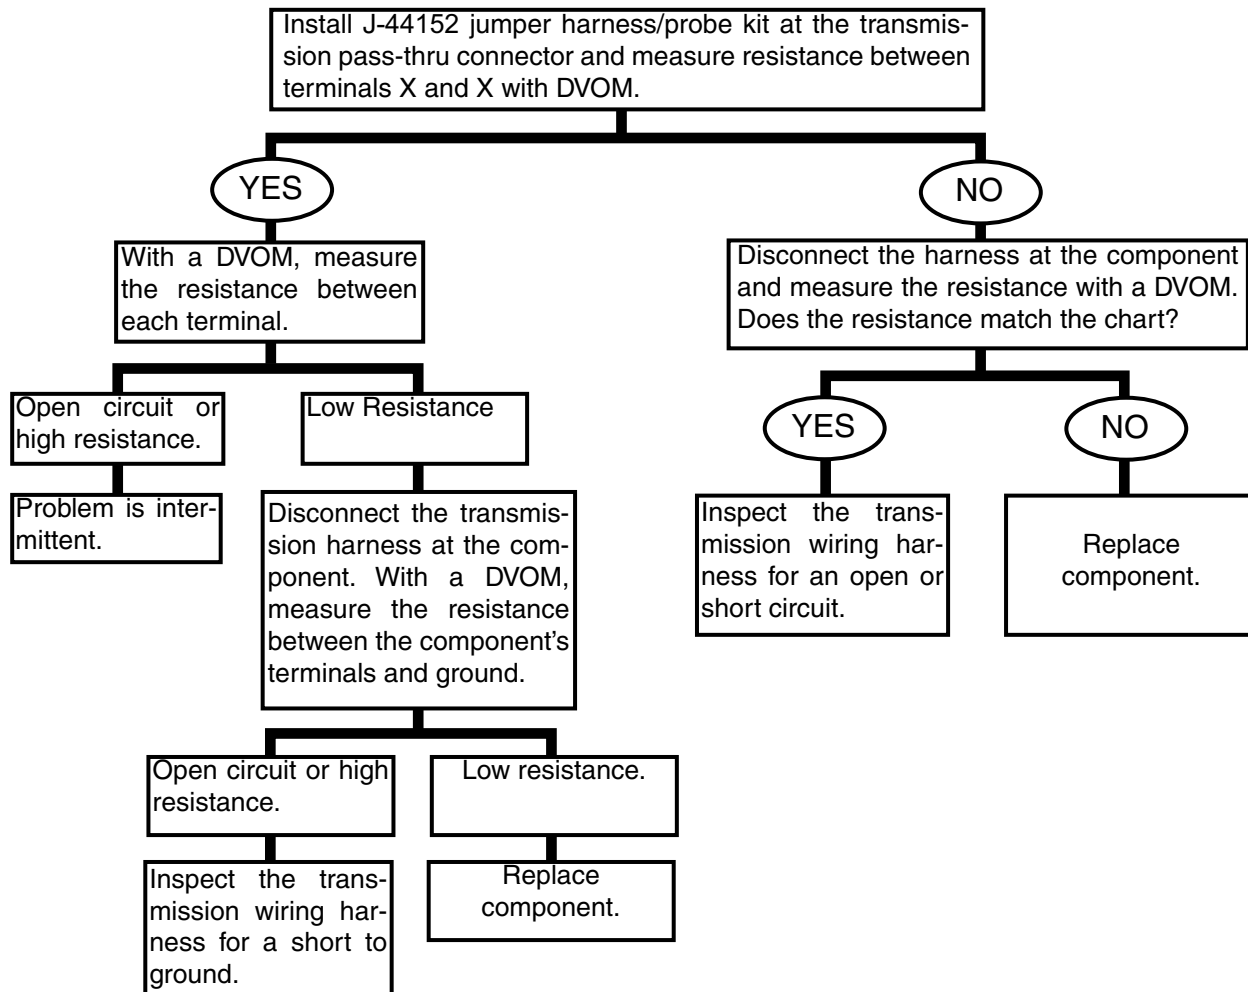 Install J-44152 jumper harness/probe kit at the transmis-
sion pass-thru connector and measure resistance between
terminals X and X with DVOM.
YES
NO
With a DVOM, measure
the resistance between
each terminal.
Disconnect the harness at the component
and measure the resistance with a DVOM.
Does the resistance match the chart?
Open circuit or
high resistance.
Low Resistance
YES
NO
Problem is inter-
mittent.
Disconnect the transmis-
sion harness at the com-
ponent. With a DVOM,
measure the resistance
between the component's
terminals and ground.
Inspect the trans-
mission wiring har-
ness for an open or
short circuit.
Replace
component.
Open circuit or high
resistance.
Low resistance.
Inspect the trans-
mission wiring har-
ness for a short to
ground.
Replace
component.